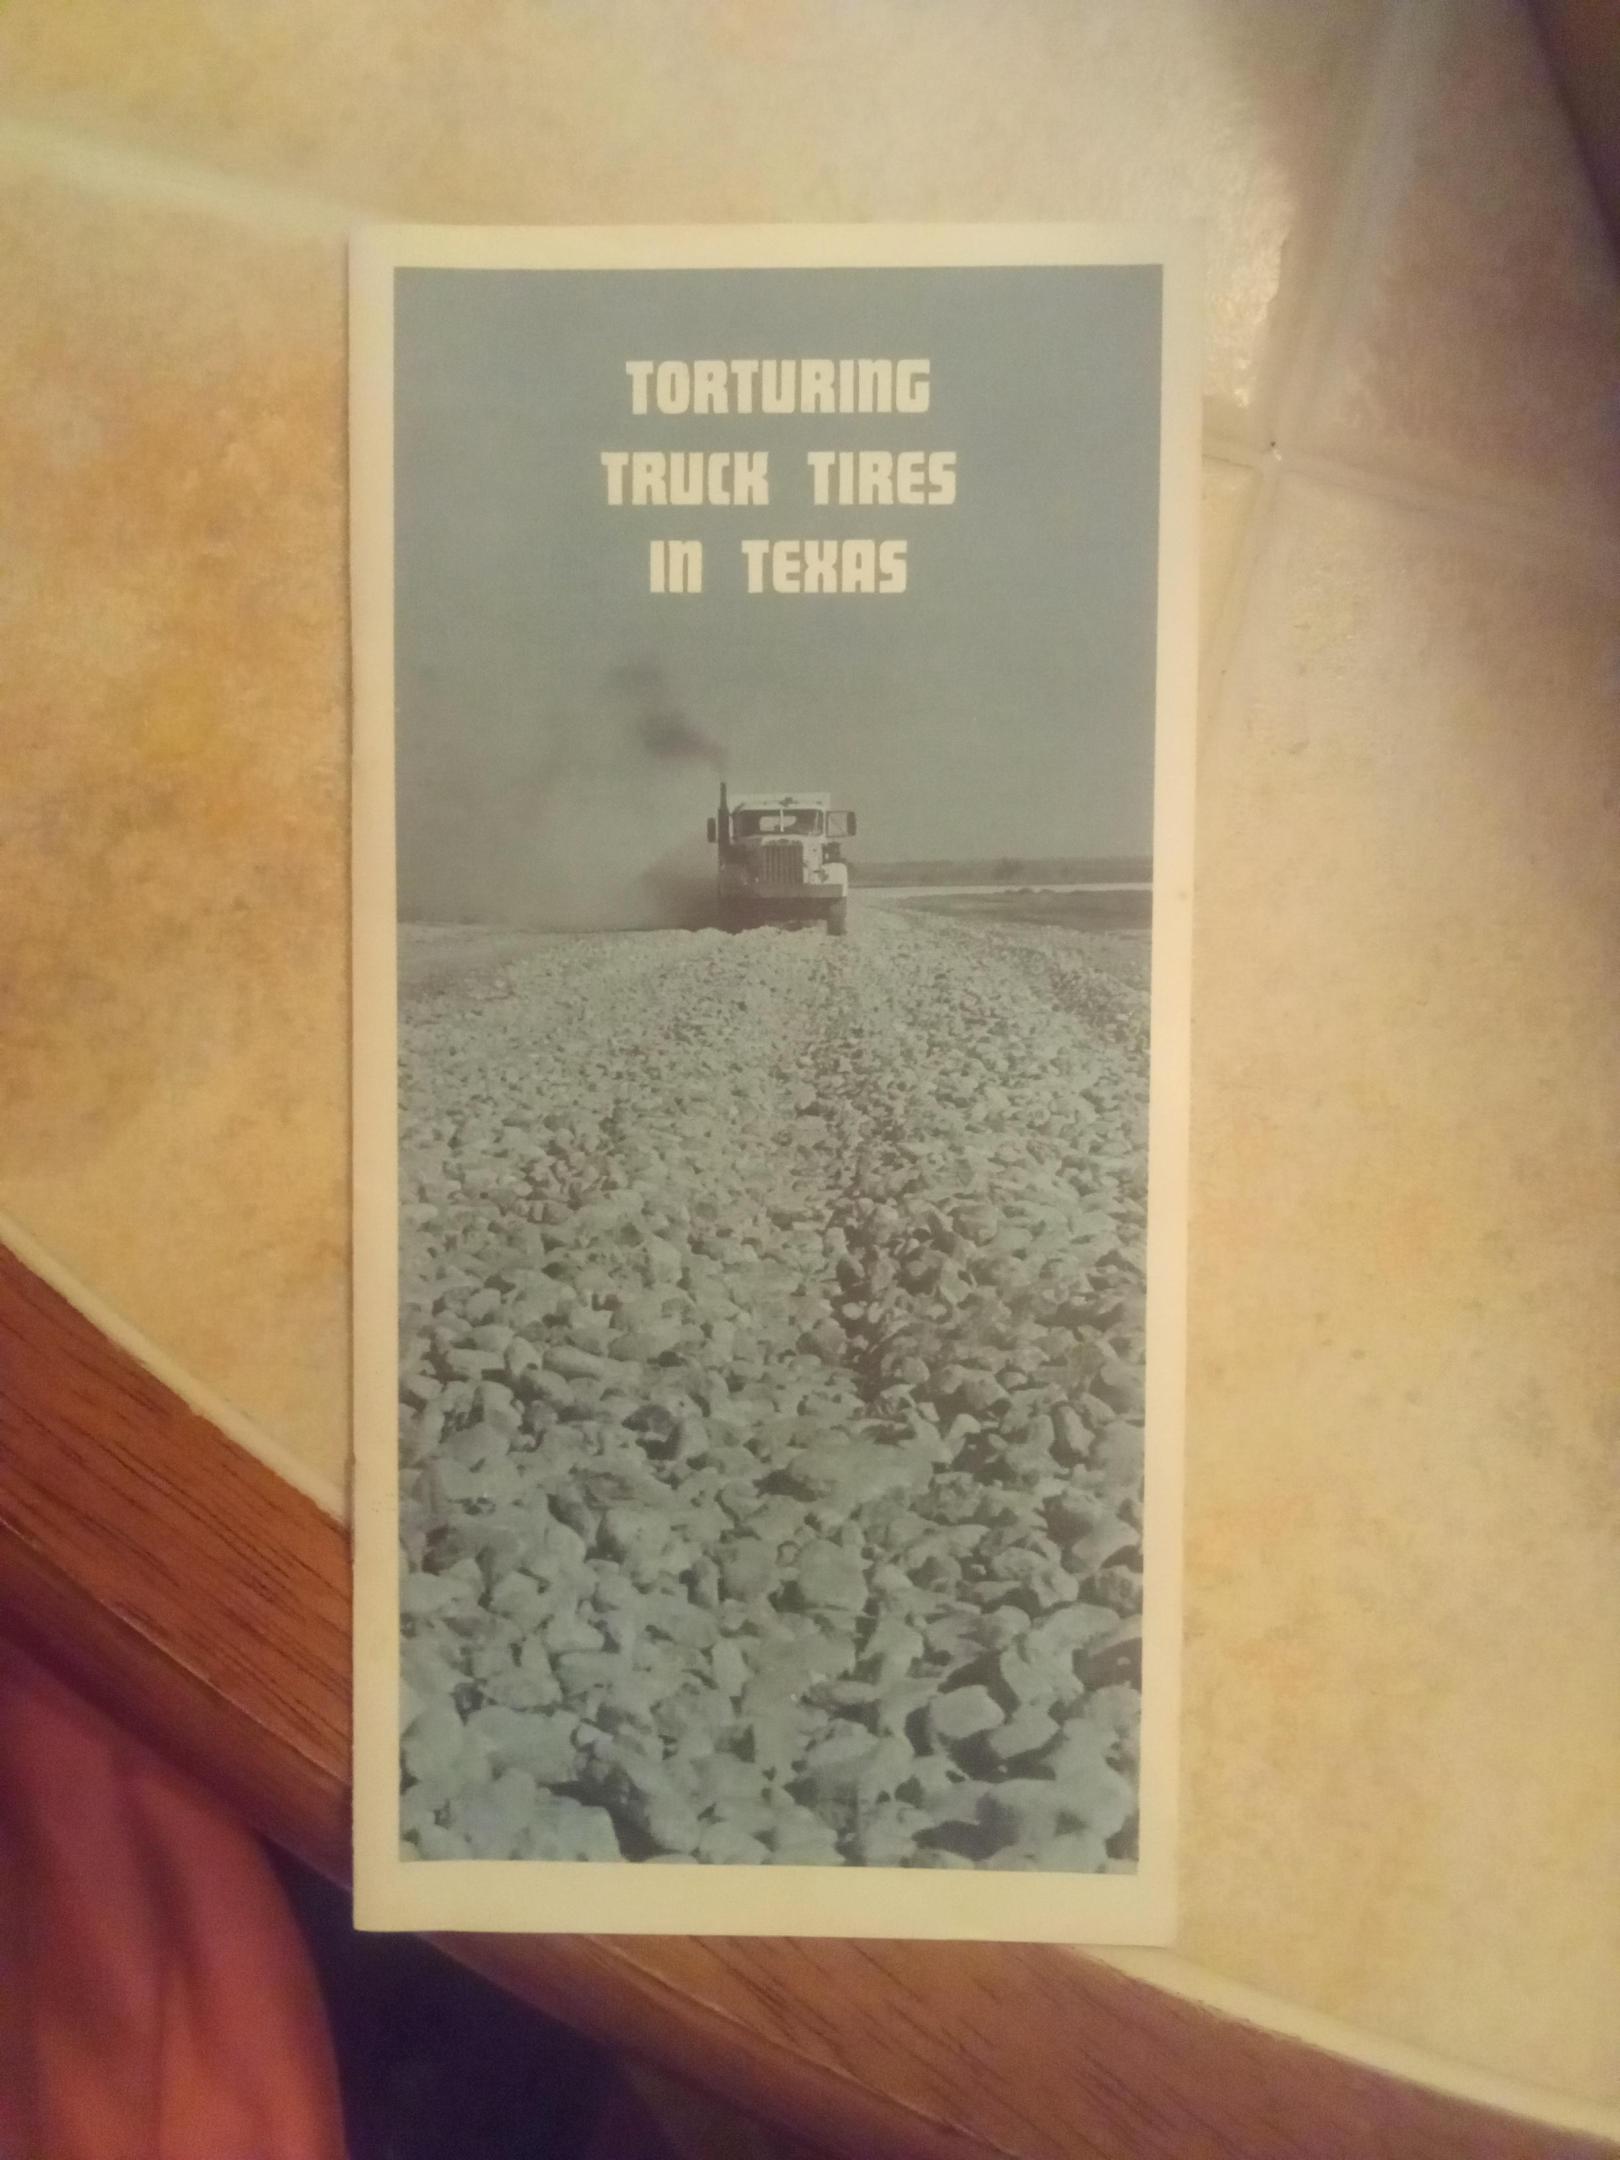 TORTURING
TRUCK TIRES
IN TEXAS